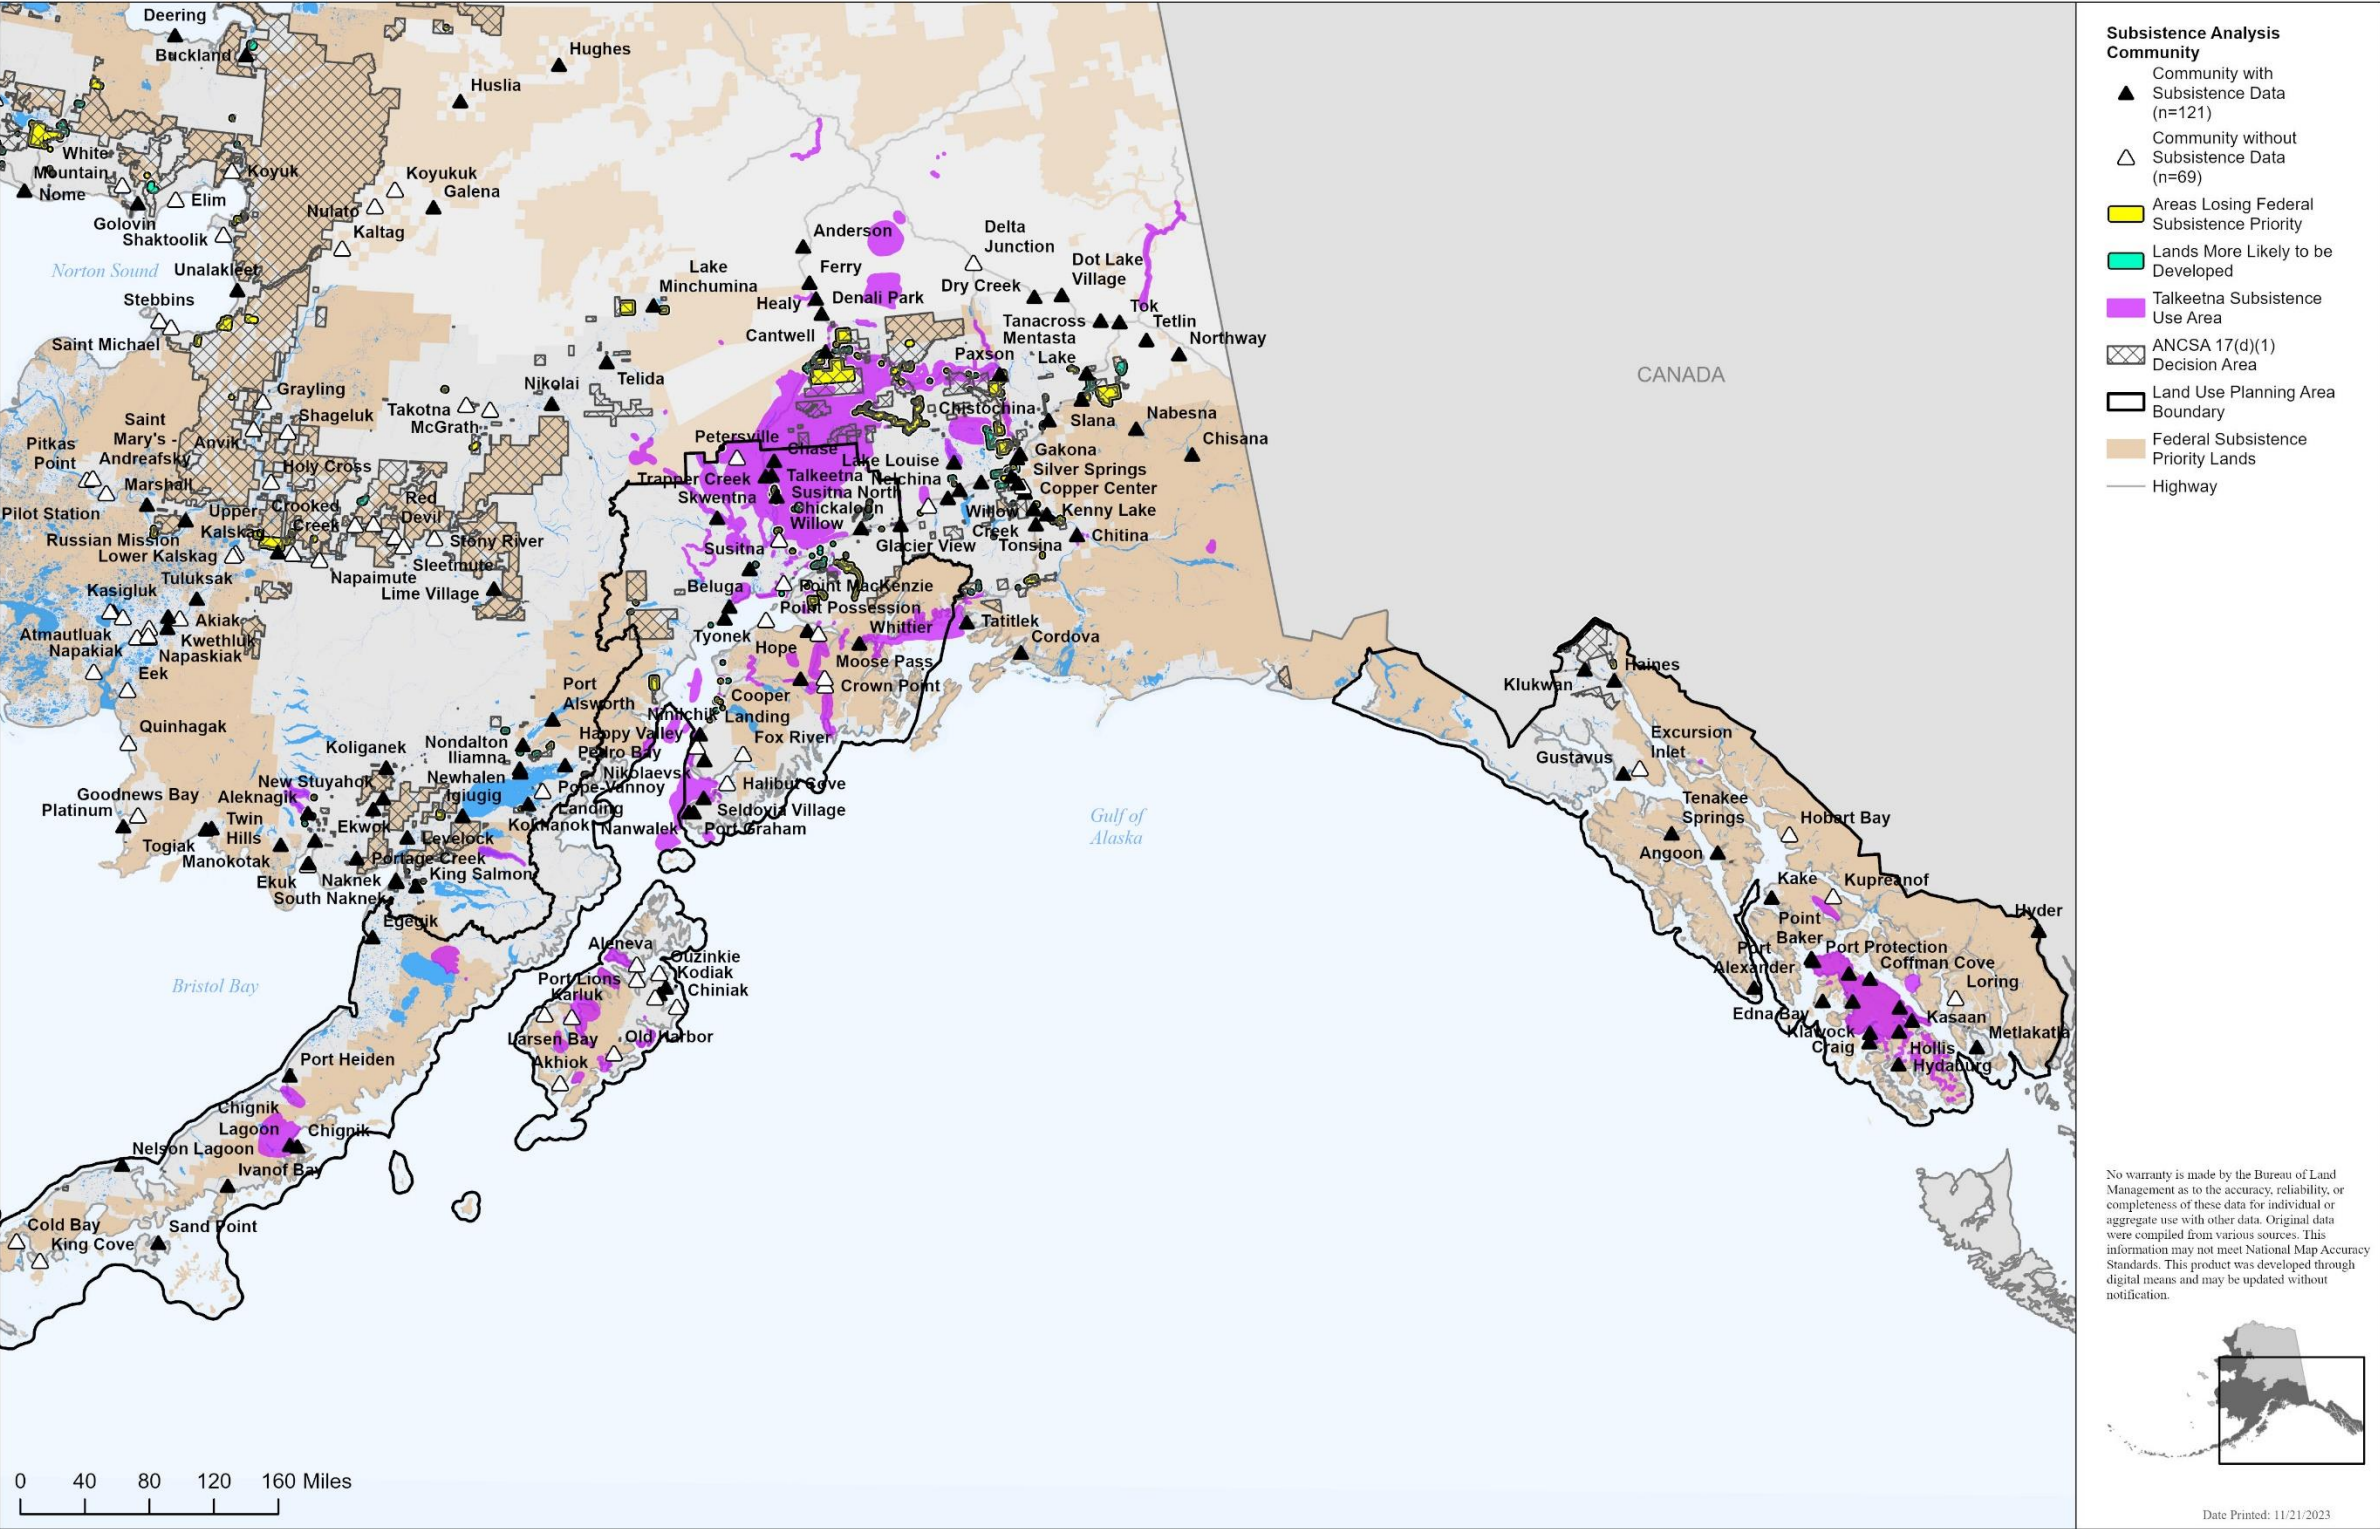 Deering
Buckland
Hughes
Huslia
White
Mountain
Koyuk
Nome
Elim
Golovin
Shaktoolik
Koyukuk
Galena
Nulato
Kaltag
Norton Sound
Unalakleet
Stebbins
Saint Michael
Anderson
Delta
Junction
Ferry
Lake
Minchumina
Healy
Denali Park
Dry Creek
Dot Lake
Village
Tok
Tanacross
Tetlin
Cantwell
Mentasta
Lake
Northway
Paxson
CANADA
Telida
Nikolai
Grayling
Shageluk
Takotna
McGrath
Anvik
Saint
Mary's -
Andreafsky
Pitkas
Point
Holy Cross
Marshall
Pilot Station
Upper
Kalskag
Crooked
Creek
Red
Devil
Stony River
Russian Mission
Lower Kalskag
Sleetmute
Napaimute
Lime Village
Tuluksak
Kasigluk
Akiak
Atmautluak
Kwethluk
Napakiak
Napaskiak
Eek
Quinhagak
Chistochina
Slana
Nabesna
Chisana
Petersville
Chase
Lake Louise
Gakona
Trapper Creek
Talkeetna
Nelchina
Silver Springs
Skwentna
Susitna North
Copper Center
Chickaloon
Willow
Willow
Creek
Kenny Lake
Susitna
Glacier View
Tonsina
Chitina
Beluga
Point MacKenzie
Point Possession
Tyonek
Whittier
Tatitlek
Cordova
Hope
Moose Pass
Cooper
Landing
Crown Point
Port
Alsworth
Ninilchik
Happy Valley
Fox River
Nondalton
Iliamna
Pedro Bay
Koliganek
Newhalen
Nikolaevsk
New Stuyahok
Igiugig
Pope-Vannoy
Landing
Halibut Cove
Goodnews Bay
Aleknagik
Platinum
Seldovia Village
Twin
Hills
Ekwok
Kokhanok
Nanwalek
Port Graham
Togiak
Levelock
Manokotak
Portage Creek
Ekuk
Naknek
King Salmon
South Naknek
Egegik
Bristol Bay
Gulf of
Alaska
Aleneva
Ouzinkie
Port Lions
Kodiak
Karluk
Chiniak
Larsen Bay
Old Harbor
Akhiok
Port Heiden
Chignik
Lagoon
Chignik
Nelson Lagoon
Ivanof Bay
Cold Bay
Sand Point
King Cove
Haines
Klukwan
Excursion
Inlet
Gustavus
Tenakee
Springs
Hobart Bay
Angoon
Kake
Kupreanof
Hyder
Point
Baker
Port
Alexander
Port Protection
Coffman Cove
Loring
Edna Bay
Kasaan
Klawock
Metlakatla
Craig
Hollis
Hydaburg
0 40 80 120 160 Miles
Subsistence Analysis
Community
Community with
Subsistence Data
(n=121)
Community without
Subsistence Data
(n=69)
Areas Losing Federal
Subsistence Priority
Lands More Likely to be
Developed
Talkeetna Subsistence
Use Area
ANCSA 17(d)(1)
Decision Area
Land Use Planning Area
Boundary
Federal Subsistence
Priority Lands
Highway
No warranty is made by the Bureau of Land
Management as to the accuracy, reliability, or
completeness of these data for individual or
aggregate use with other data. Original data
were compiled from various sources. This
information may not meet National Map Accuracy
Standards. This product was developed through
digital means and may be updated without
notification.
Date Printed: 11/21/2023